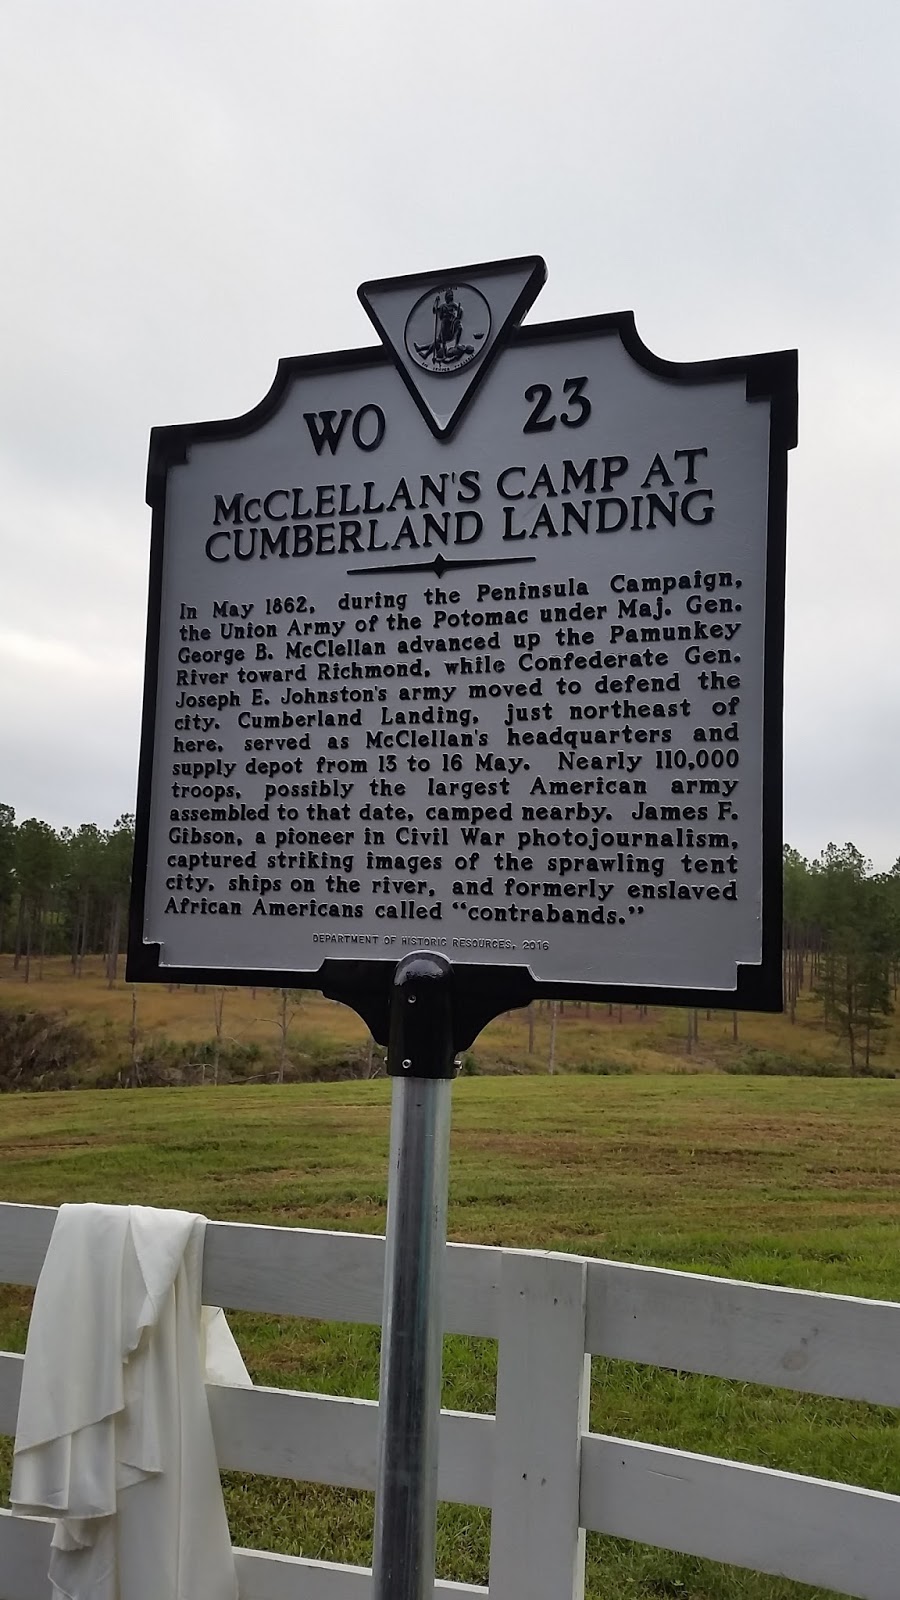 WO 23
McCLELLAN'S CAMP AT
CUMBERLAND LANDING
In May 1862, during the Peninsula Campaign,
the Union Army of the Potomac under Maj. Gen.
George B. McClellan advanced up the Pamunkey
River toward Richmond, while Confederate Gen.
Joseph E. Johnston's army moved to defend the
city. Cumberland Landing, just northeast of
here, served as McClellan's headquarters and
supply depot from 13 to 16 May. Nearly 110,000
troops, possibly the largest American army
assembled to that date, camped nearby. James F.
Gibson, a pioneer in Civil War photojournalism,
captured striking images of the sprawling tent
city, ships on the river, and formerly enslaved
African Americans called “contrabands.”
DEPARTMENT OF HISTORIC RESOURCES, 2016